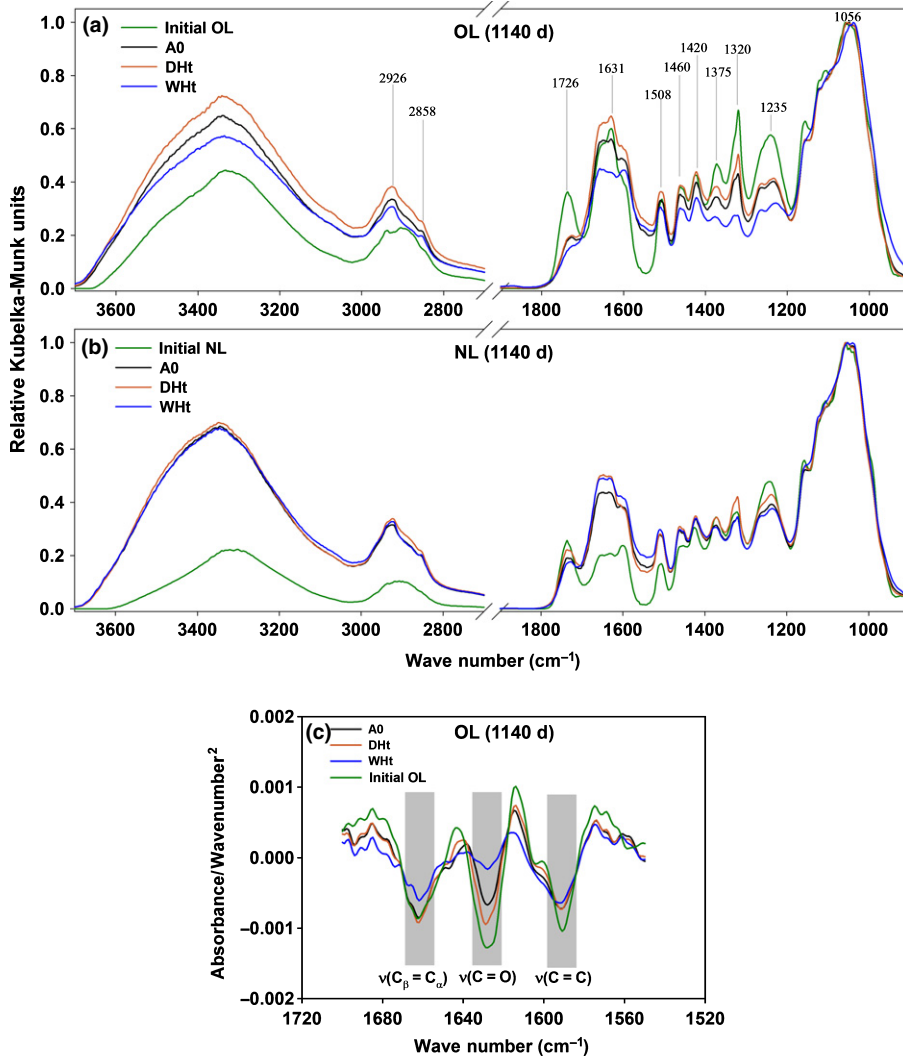 (a)
OL (1140 d)
Initial OL
A0
DHt
WHt
2926
2858
1726
1631
1508
1460
1420
1375
1320
1235
1056
1.0
0.8
0.6
0.4
0.2
0.0
3600 3400 3200 3000 2800 1800 1600 1400 1200 1000
Relative Kubelka-Munk units
(b)
NL (1140 d)
Initial NL
A0
DHt
WHt
1.0
0.8
0.6
0.4
0.2
0.0
3600 3400 3200 3000 2800 1800 1600 1400 1200 1000
Wave number (cm⁻¹)
(c)
OL (1140 d)
A0
DHt
WHt
Initial OL
0.002
0.001
0.000
−0.001
−0.002
Absorbance/Wavenumber²
ν(Cβ = Cα) ν(C = O) ν(C = C)
1720 1680 1640 1600 1560 1520
Wave number (cm⁻¹)